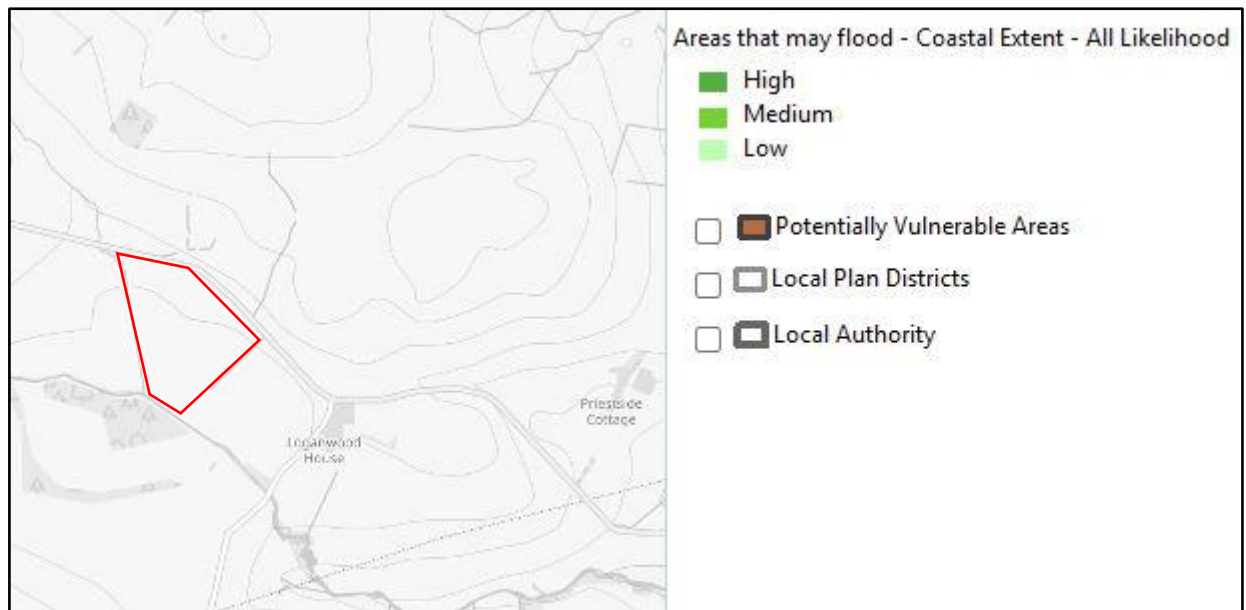 Areas that may flood - Coastal Extent - All Likelihood
High
Medium
Low
Potentially Vulnerable Areas
Local Plan Districts
Local Authority
Priestside
Cottage
Loganwood
House